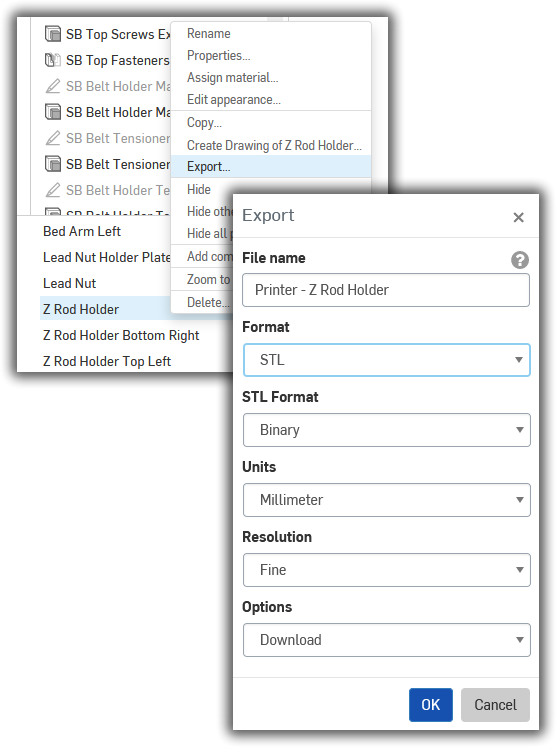 SB Top Screws Ex
SB Top Fasteners
SB Belt Holder Ma
SB Belt Holder Ma
SB Belt Tensioner
SB Belt Tensioner
SB Belt Holder Te
SB Belt Holder Te
Bed Arm Left
Lead Nut Holder Plate
Lead Nut
Z Rod Holder
Z Rod Holder Bottom Right
Z Rod Holder Top Left
Rename
Properties...
Assign material...
Edit appearance...
Copy...
Create Drawing of Z Rod Holder...
Export...
Hide
Hide othe
Hide all p
Add com
Zoom to
Delete...
Export
×
File name
?
Printer - Z Rod Holder
Format
STL
STL Format
Binary
Units
Millimeter
Resolution
Fine
Options
Download
OK
Cancel